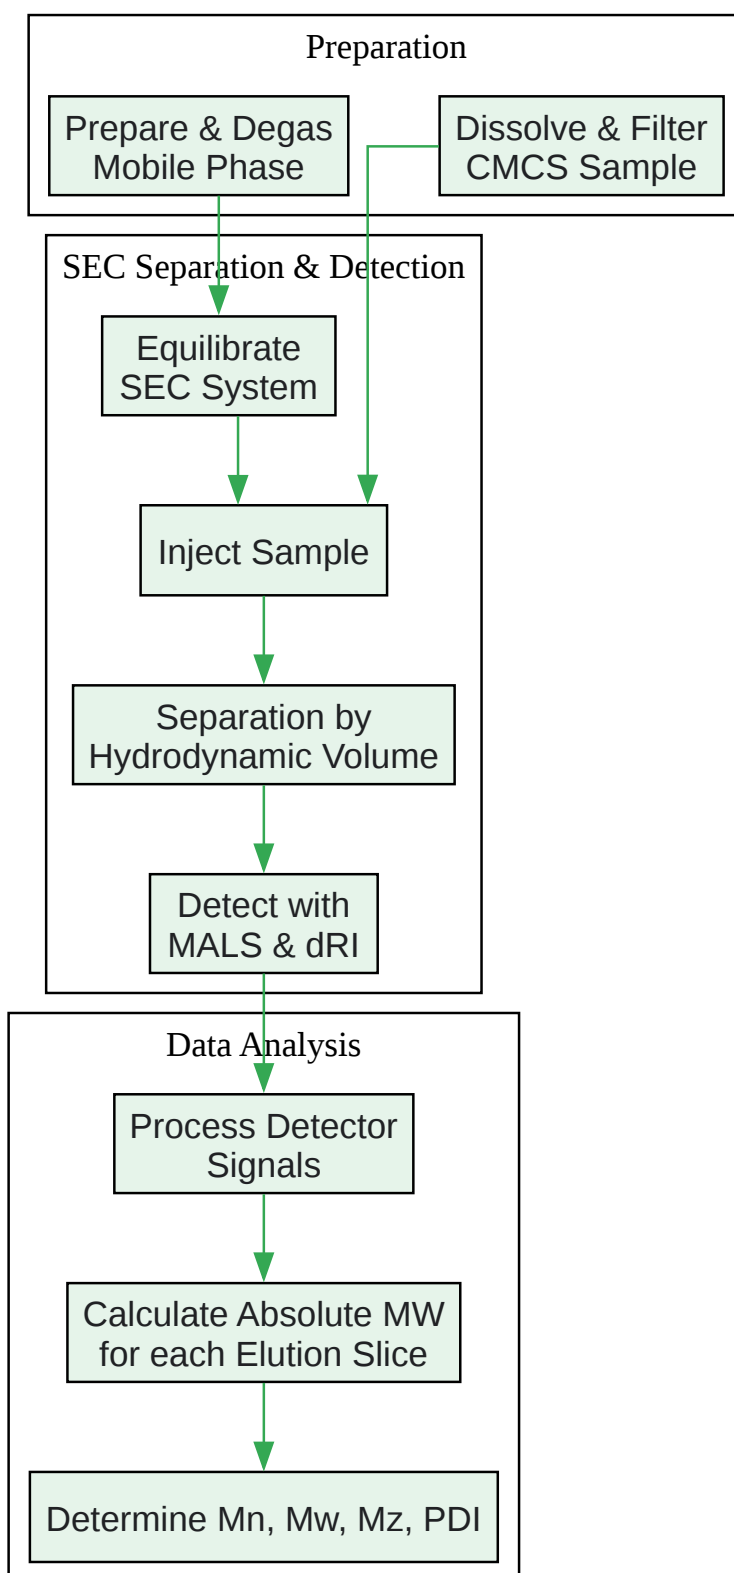 Preparation
Prepare & Degas
Mobile Phase
Dissolve & Filter
CMCS Sample
SEC Separation & Detection
Equilibrate
SEC System
Inject Sample
Separation by
Hydrodynamic Volume
Detect with
MALS & dRI
Data Analysis
Process Detector
Signals
Calculate Absolute MW
for each Elution Slice
Determine Mn, Mw, Mz, PDI